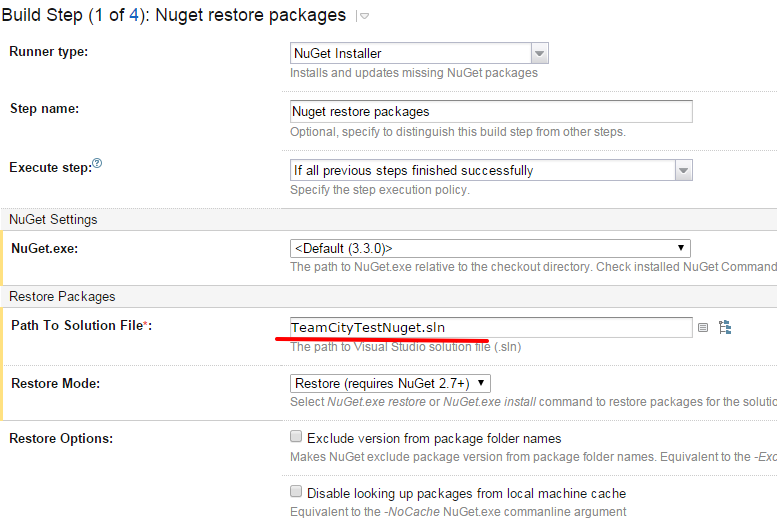 Build Step (1 of 4): Nuget restore packages
Runner type:
NuGet Installer
Installs and updates missing NuGet packages
Step name:
Nuget restore packages
Optional, specify to distinguish this build step from other steps.
Execute step:?
If all previous steps finished successfully
Specify the step execution policy.
NuGet Settings
NuGet.exe:
<Default (3.3.0)>
The path to NuGet.exe relative to the checkout directory. Check installed NuGet Command
Restore Packages
Path To Solution File*:
TeamCityTestNuget.sln
The path to Visual Studio solution file (.sln)
Restore Mode:
Restore (requires NuGet 2.7+)
Select NuGet.exe restore or NuGet.exe install command to restore packages for the solutio
Restore Options:
Exclude version from package folder names
Makes NuGet exclude package version from package folder names. Equivalent to the -Exc
Disable looking up packages from local machine cache
Equivalent to the -NoCache NuGet.exe commanline argument